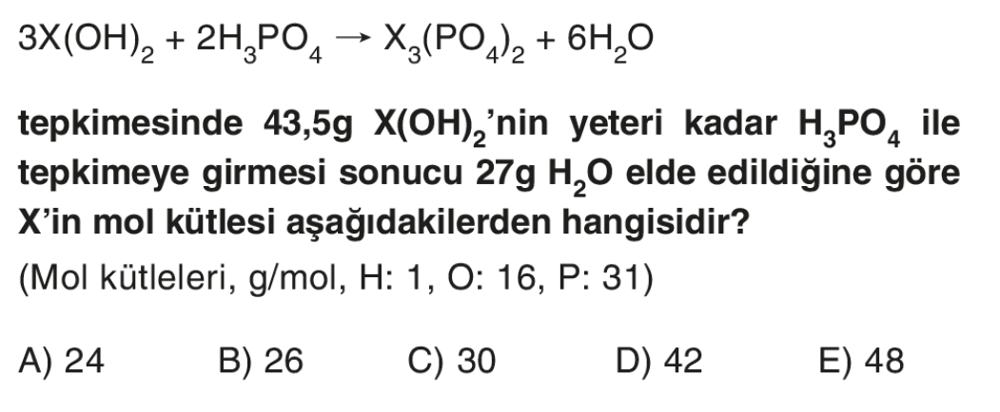 3X(OH)₂ + 2H₃PO₄ → X₃(PO₄)₂ + 6H₂O
tepkimesinde 43,5g X(OH)₂'nin yeteri kadar H₃PO₄ ile
tepkimeye girmesi sonucu 27g H₂O elde edildiğine göre
X'in mol kütlesi aşağıdakilerden hangisidir?
(Mol kütleleri, g/mol, H: 1, O: 16, P: 31)
A) 24 B) 26 C) 30 D) 42 E) 48